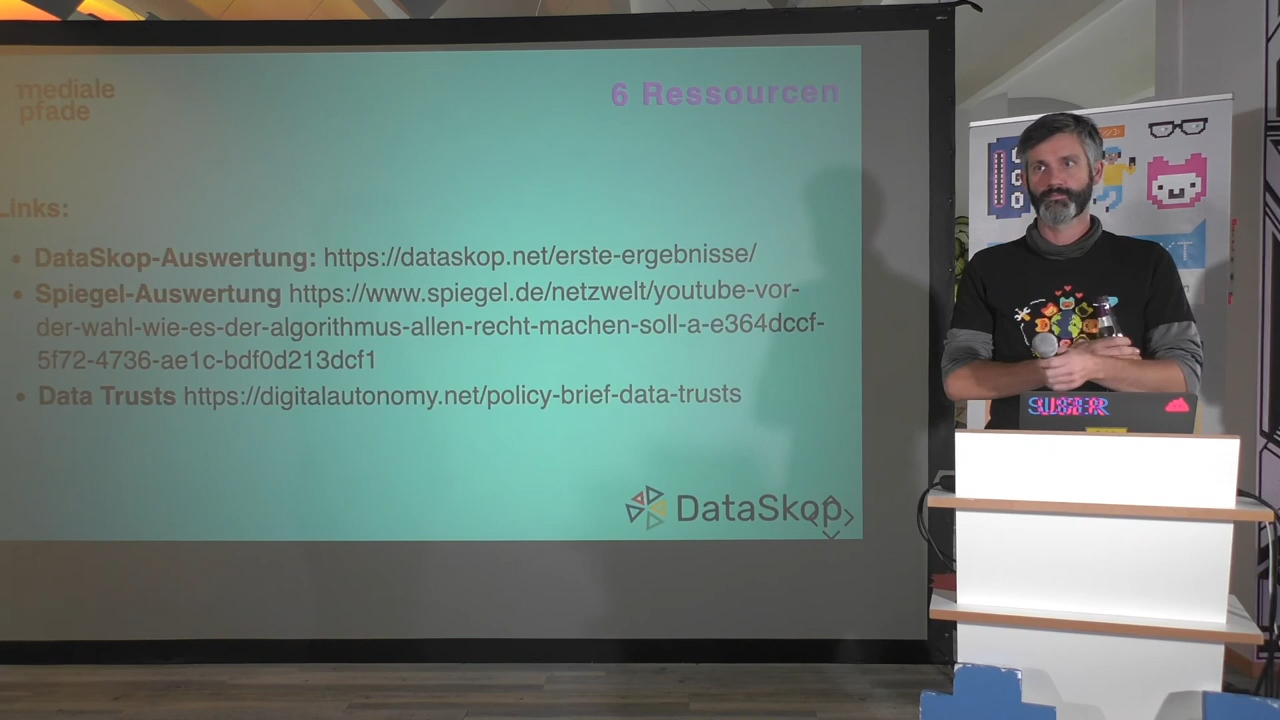 mediale
pfade
6 Ressourcen
Links:
• DataSkop-Auswertung: https://dataskop.net/erste-ergebnisse/
• Spiegel-Auswertung https://www.spiegel.de/netzwelt/youtube-vor-
der-wahl-wie-es-der-algorithmus-allen-recht-machen-soll-a-e364dccf-
5f72-4736-ae1c-bdf0d213dcf1
• Data Trusts https://digitalautonomy.net/policy-brief-data-trusts
DataSkop